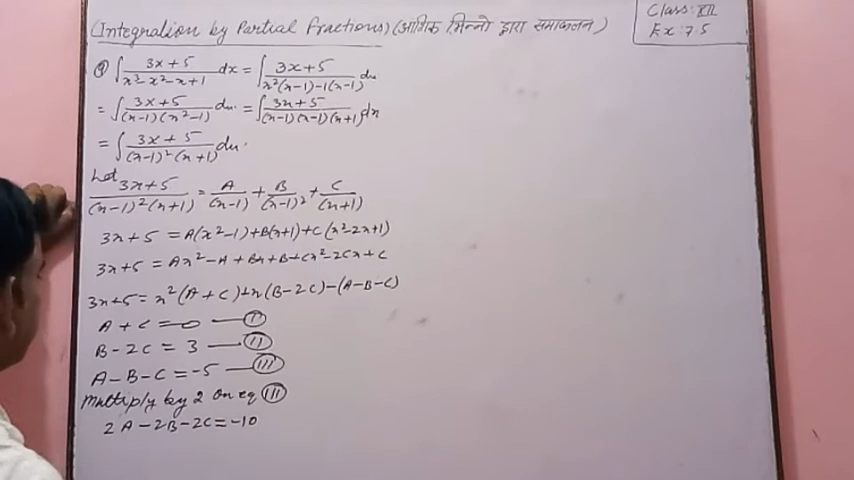 (Integration by Partial Fractions) (आंशिक भिन्नो द्वारा समाकलन)
Class: XII
Ex: 7.5
Q ∫ (3x+5)/(x³-x²-x+1) dx = ∫ (3x+5)/(x²(x-1)-1(x-1)) dx
= ∫ (3x+5)/((x-1)(x²-1)) dx = ∫ (3x+5)/((x-1)(x-1)(x+1)) dx
= ∫ (3x+5)/((x-1)²(x+1)) dx
Let
(3x+5)/((x-1)²(x+1)) = A/(x-1) + B/(x-1)² + C/(x+1)
3x+5 = A(x²-1)+B(x+1)+C(x²-2x+1)
3x+5 = Ax²-A+Bx+B+Cx²-2Cx+C
3x+5 = x²(A+C)+x(B-2C)-(A-B-C)
A+C=0 — (I)
B-2C = 3 — (II)
A-B-C = -5 — (III)
Multiply by 2 on eq (III)
2A-2B-2C=-10